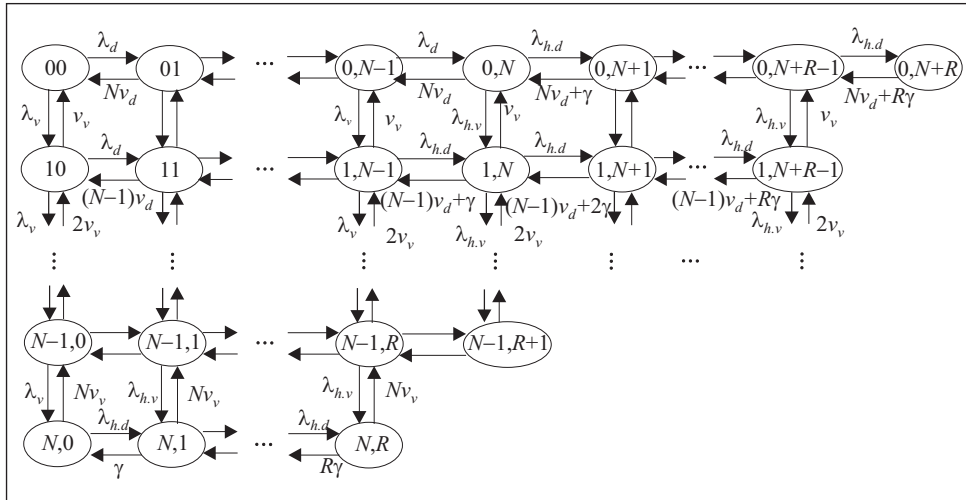 λd λd λh.d λh.d
00 01 ... 0,N−1 0,N 0,N+1 ... 0,N+R−1 0,N+R
Nvd Nvd Nvd+γ Nvd+Rγ
λv vv λv vv λh.v vv λh.v vv
λd λh.d λh.d λh.d
10 11 ... 1,N−1 1,N 1,N+1 ... 1,N+R−1
(N−1)vd (N−1)vd+γ (N−1)vd+2γ (N−1)vd+Rγ
λv 2vv λv 2vv λh.v 2vv λh.v 2vv
... ... ... ... ... ... ...
N−1,0 N−1,1 ... N−1,R N−1,R+1
λv Nvv λh.v Nvv λh.v Nvv
λh.d λh.d
N,0 N,1 ... N,R
γ Rγ